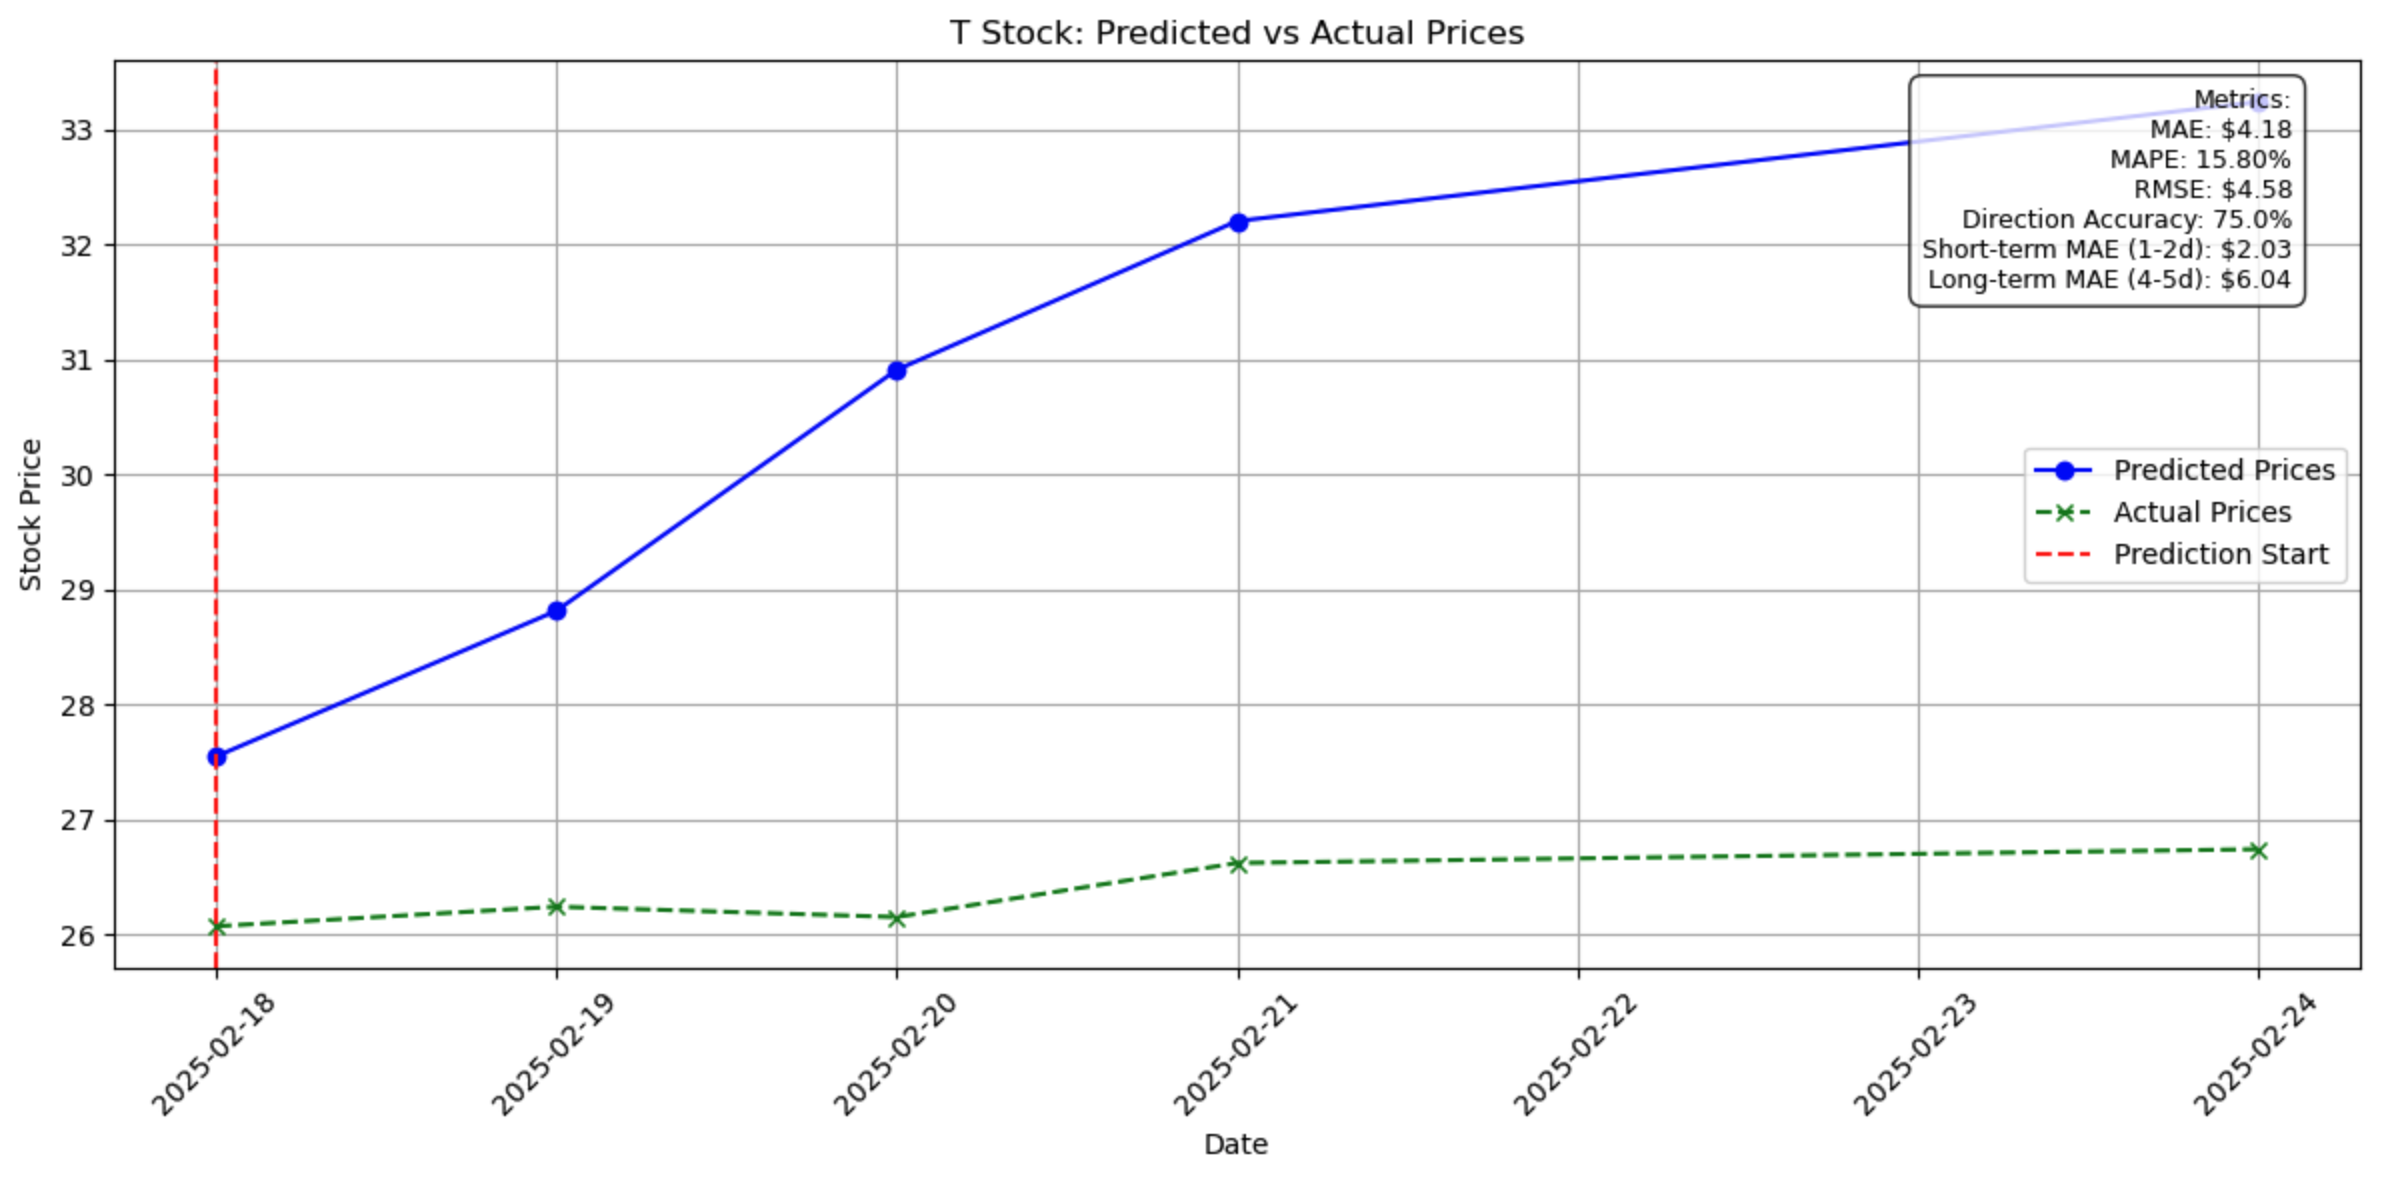 T Stock: Predicted vs Actual Prices
Metrics:
MAE: $4.18
MAPE: 15.80%
RMSE: $4.58
Direction Accuracy: 75.0%
Short-term MAE (1-2d): $2.03
Long-term MAE (4-5d): $6.04
33
32
31
30
29
28
27
26
Stock Price
Predicted Prices
Actual Prices
Prediction Start
2025-02-18
2025-02-19
2025-02-20
2025-02-21
2025-02-22
2025-02-23
2025-02-24
Date